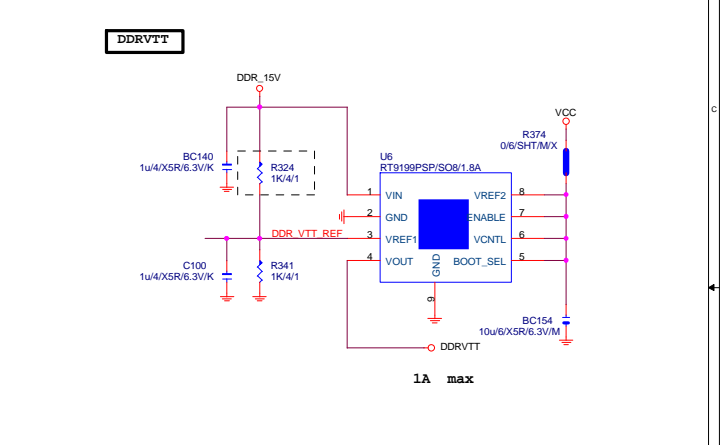 DDRVTT
DDR_15V
VCC
C
R374
0/6/SHT/M/X
BC140
1u/4/X5R/6.3V/K
R324
1K/4/1
U6
RT9199PSP/SO8/1.8A
1 VIN VREF2 8
2 GND ENABLE 7
DDR_VTT_REF 3 VREF1 VCNTL 6
4 VOUT BOOT_SEL 5
GND
9
C100
1u/4/X5R/6.3V/K
R341
1K/4/1
BC154
10u/6/X5R/6.3V/M
DDRVTT
1A max